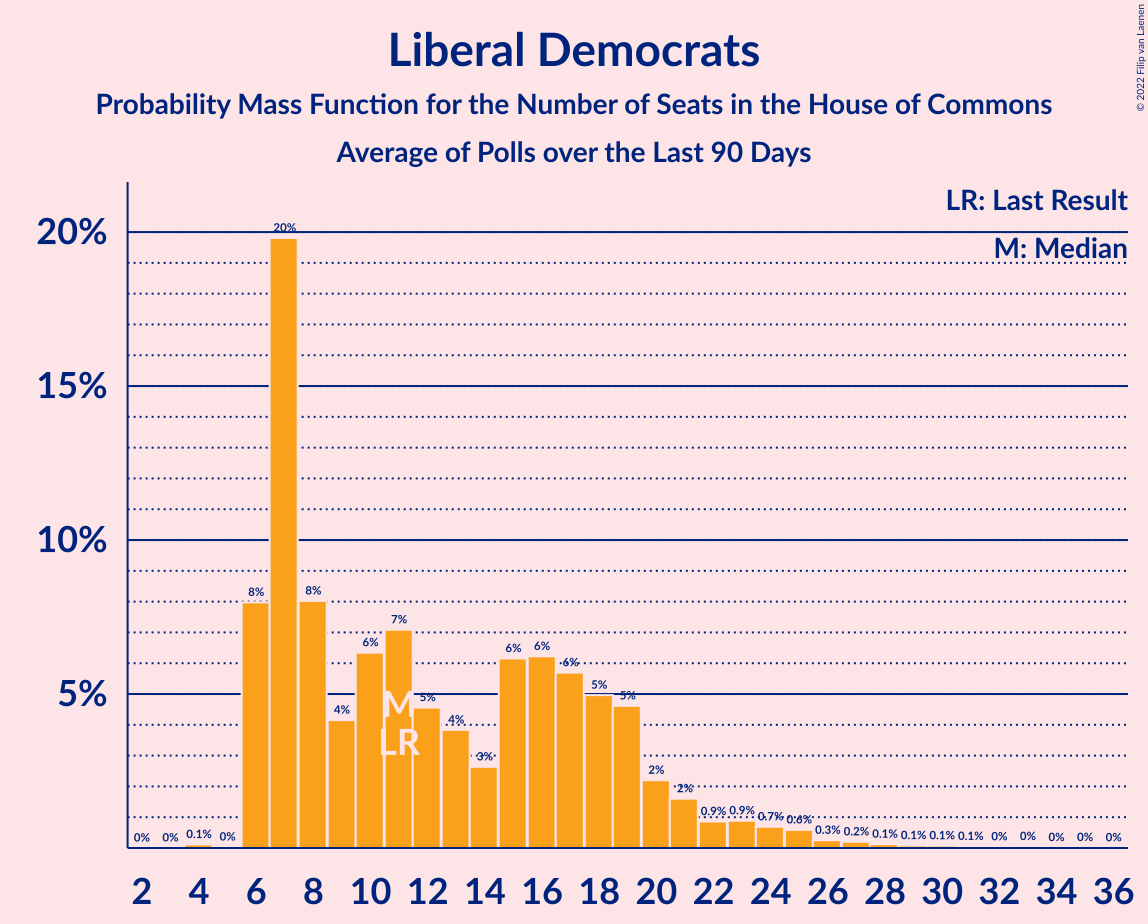 Liberal Democrats
Probability Mass Function for the Number of Seats in the House of Commons
Average of Polls over the Last 90 Days
© 2022 Filip van Laenen
LR: Last Result
M: Median
20%
15%
10%
5%
0% 0% 0.1% 0% 8% 20% 8% 4% 6% 7% 5% 4% 3% 6% 6% 6% 5% 5% 2% 2% 0.9% 0.9% 0.7% 0.6% 0.3% 0.2% 0.1% 0.1% 0.1% 0.1% 0% 0% 0% 0% 0%
M
LR
2 4 6 8 10 12 14 16 18 20 22 24 26 28 30 32 34 36